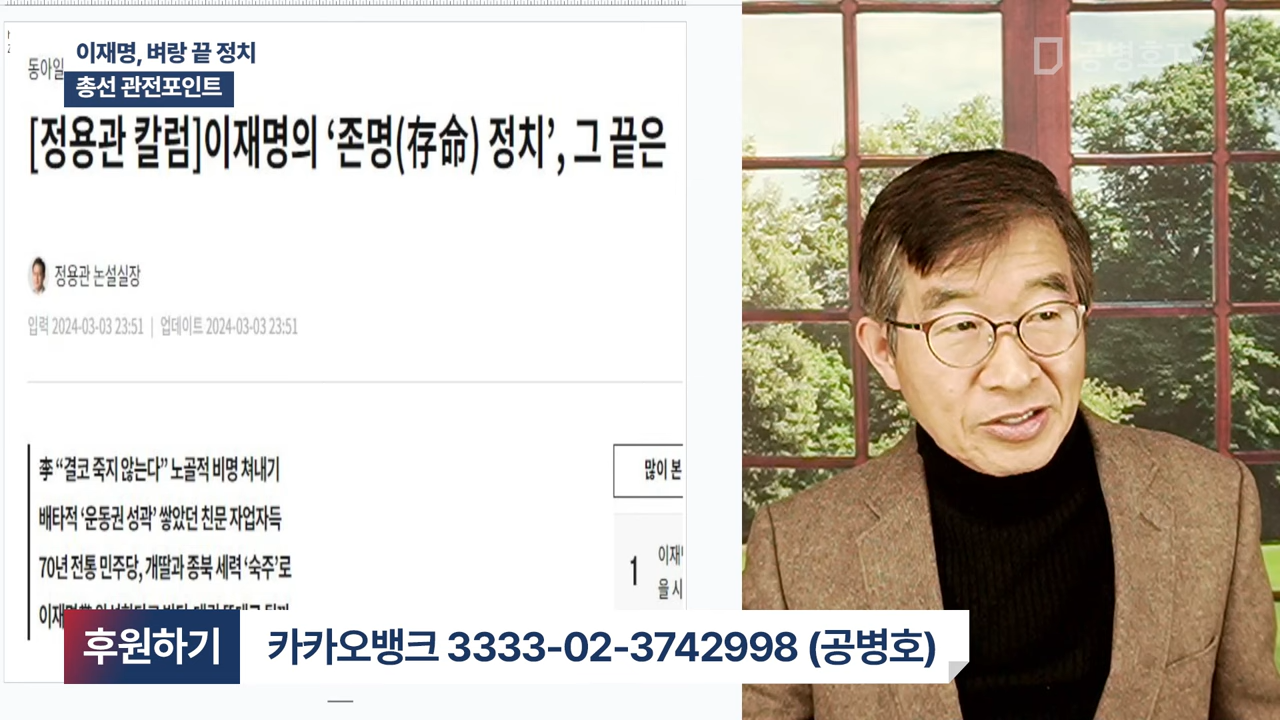 이재명, 벼랑 끝 정치
동아일
총선 관전포인트
[정용관 칼럼]이재명의 ‘존명(存命) 정치’, 그 끝은
정용관 논설실장
입력 2024-03-03 23:51 | 업데이트 2024-03-03 23:51
李 “결코 죽지 않는다” 노골적 비명 쳐내기
배타적 ‘운동권 성곽’ 쌓았던 친문 자업자득
70년 전통 민주당, 개딸과 종북 세력 ‘숙주’로
많이 본
1
을 시
후원하기
카카오뱅크 3333-02-3742998 (공병호)
공병호TV